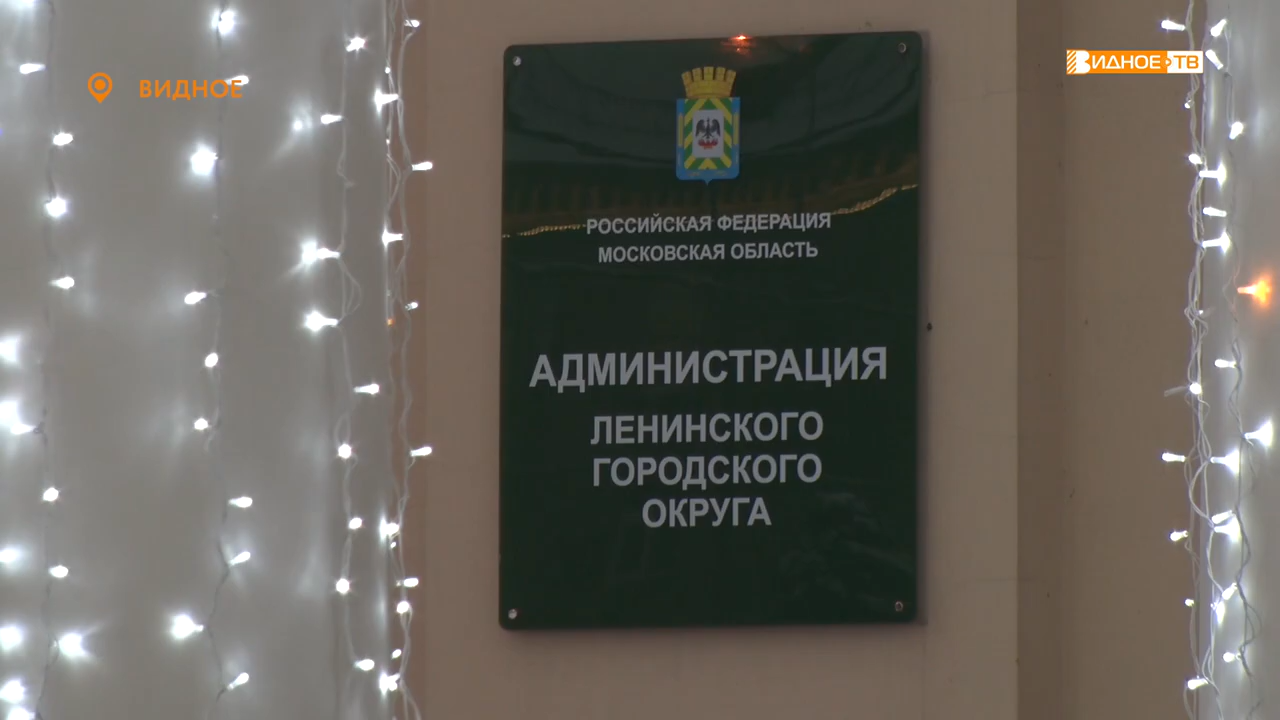 ВИДНОЕ
ВИДНОЕ ТВ
РОССИЙСКАЯ ФЕДЕРАЦИЯ
МОСКОВСКАЯ ОБЛАСТЬ
АДМИНИСТРАЦИЯ
ЛЕНИНСКОГО
ГОРОДСКОГО
ОКРУГА